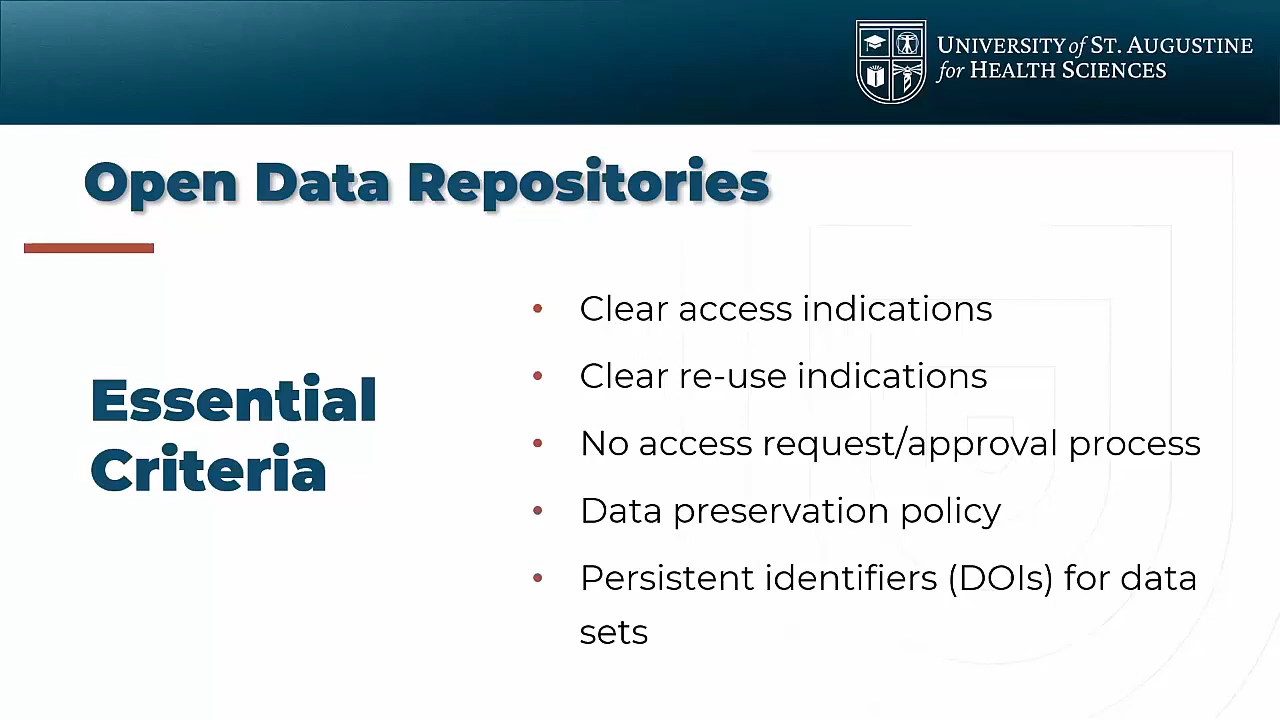 UNIVERSITY of ST. AUGUSTINE
for HEALTH SCIENCES
Open Data Repositories
Essential
Criteria
• Clear access indications
• Clear re-use indications
• No access request/approval process
• Data preservation policy
• Persistent identifiers (DOIs) for data
sets